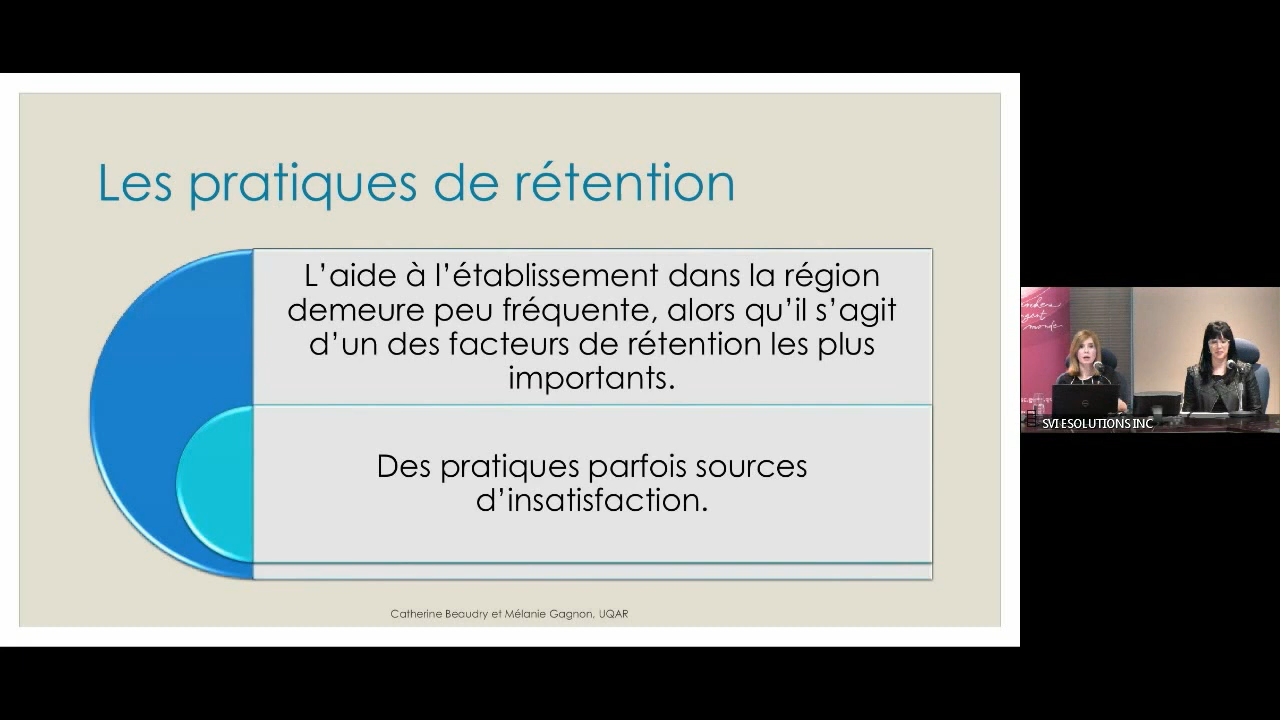 Les pratiques de rétention
L’aide à l’établissement dans la région
demeure peu fréquente, alors qu’il s’agit
d’un des facteurs de rétention les plus
importants.
Des pratiques parfois sources
d’insatisfaction.
Catherine Beaudry et Mélanie Gagnon, UQAR
monde
SVI ESOLUTIONS INC